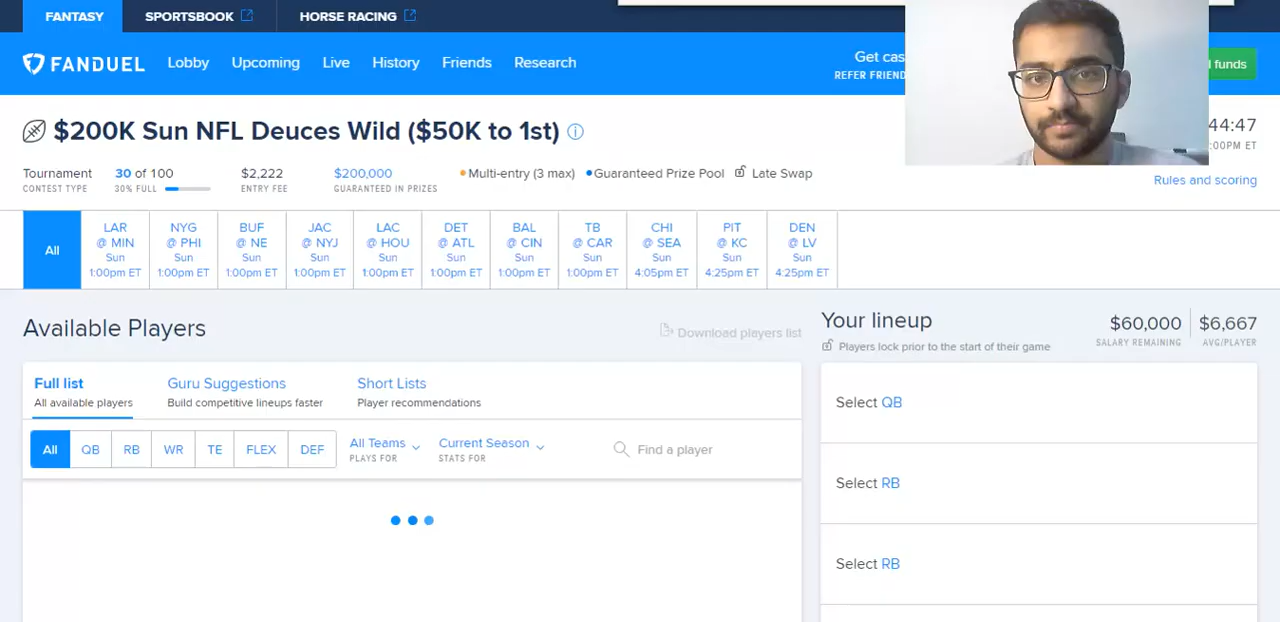 FANTASY SPORTSBOOK HORSE RACING
FANDUEL Lobby Upcoming Live History Friends Research
Get cas
REFER FRIEND
funds
$200K Sun NFL Deuces Wild ($50K to 1st)
44:47
:00PM ET
Tournament 30 of 100 $2,222 $200,000 Multi-entry (3 max) Guaranteed Prize Pool Late Swap
CONTEST TYPE 30% FULL ENTRY FEE GUARANTEED IN PRIZES
Rules and scoring
All
LAR @ MIN Sun 1:00pm ET
NYG @ PHI Sun 1:00pm ET
BUF @ NE Sun 1:00pm ET
JAC @ NYJ Sun 1:00pm ET
LAC @ HOU Sun 1:00pm ET
DET @ ATL Sun 1:00pm ET
BAL @ CIN Sun 1:00pm ET
TB @ CAR Sun 1:00pm ET
CHI @ SEA Sun 4:05pm ET
PIT @ KC Sun 4:25pm ET
DEN @ LV Sun 4:25pm ET
Available Players
Download players list
Full list Guru Suggestions Short Lists
All available players Build competitive lineups faster Player recommendations
All QB RB WR TE FLEX DEF
All Teams Current Season
PLAYS FOR STATS FOR
Find a player
Your lineup $60,000 $6,667
Players lock prior to the start of their game SALARY REMAINING AVG/PLAYER
Select QB
Select RB
Select RB